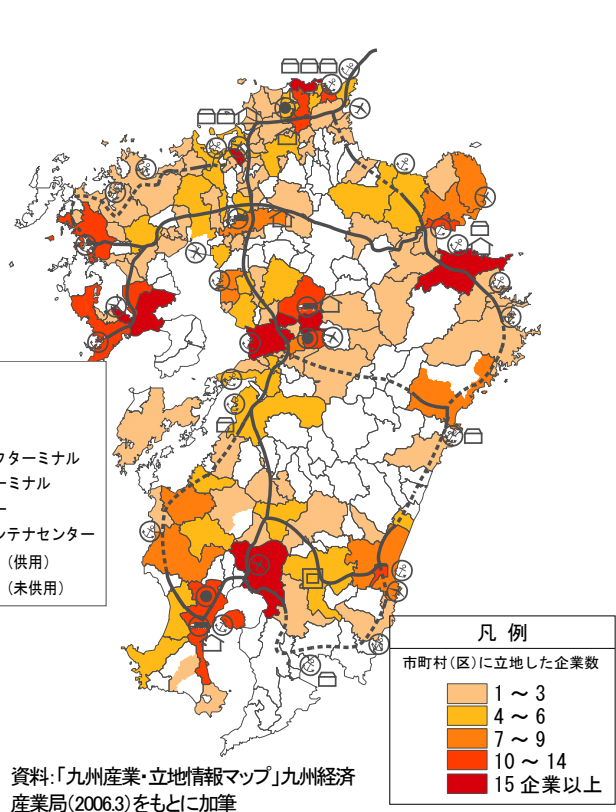 フターミナル
ーミナル
ー
ンテナセンター
（供用）
（未供用）
凡 例
市町村（区）に立地した企業数
1 ～ 3
4 ～ 6
7 ～ 9
10 ～ 14
15 企業以上
資料：「九州産業・立地情報マップ」九州経済
産業局(2006.3)をもとに加筆